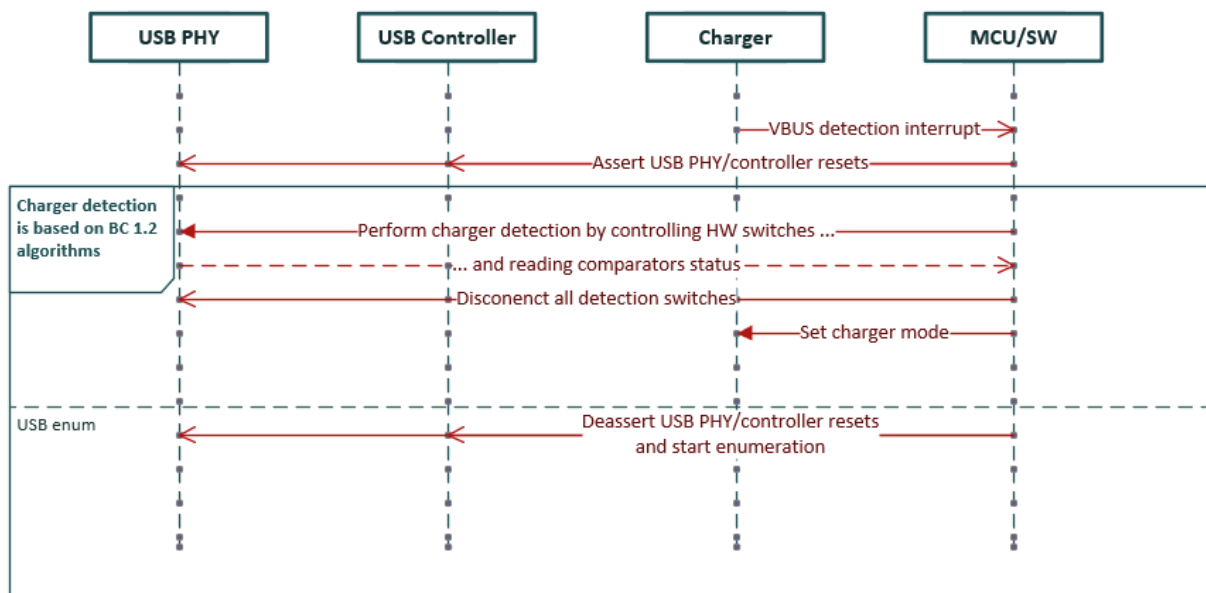 USB PHY
USB Controller
Charger
MCU/SW
VBUS detection interrupt
Assert USB PHY/controller resets
Charger detection
is based on BC 1.2
algorithms
Perform charger detection by controlling HW switches ...
... and reading comparators status
Disconenct all detection switches
Set charger mode
USB enum
Deassert USB PHY/controller resets
and start enumeration